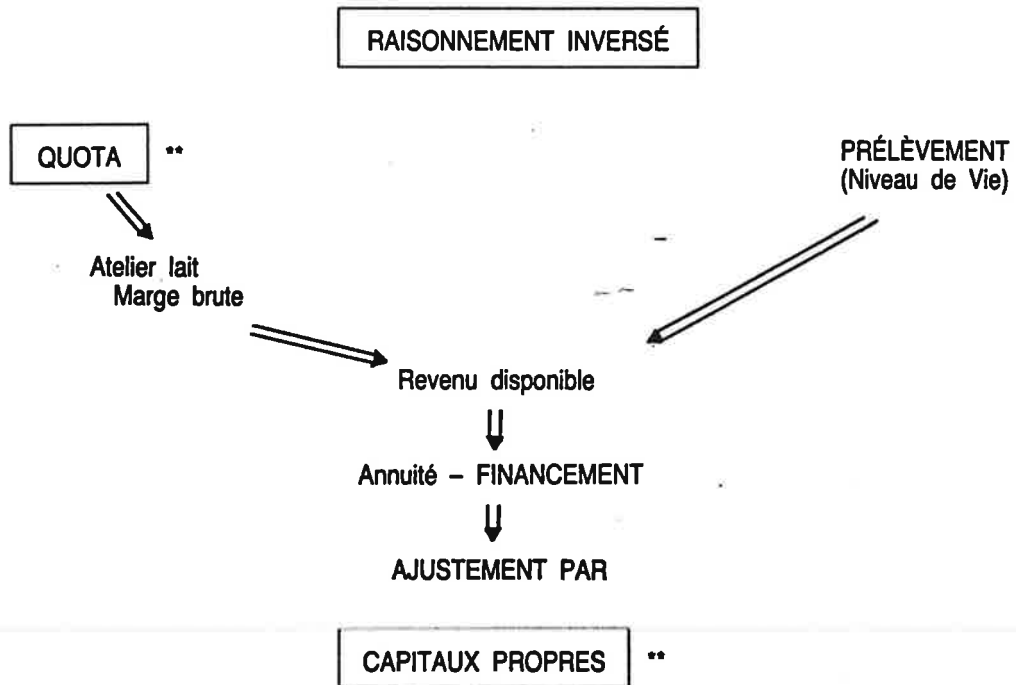 RAISONNEMENT INVERSÉ
QUOTA **
PRÉLÈVEMENT
(Niveau de Vie)
Atelier lait
Marge brute
Revenu disponible
Annuité – FINANCEMENT
AJUSTEMENT PAR
CAPITAUX PROPRES **